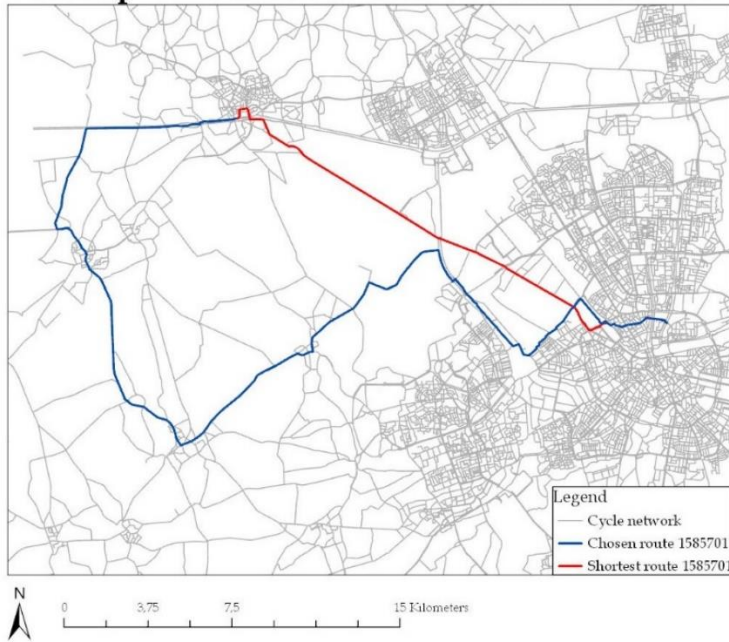 Legend
Cycle network
Chosen route 1585701
Shortest route 1585701
N
0 3,75 7,5 15 Kilometers